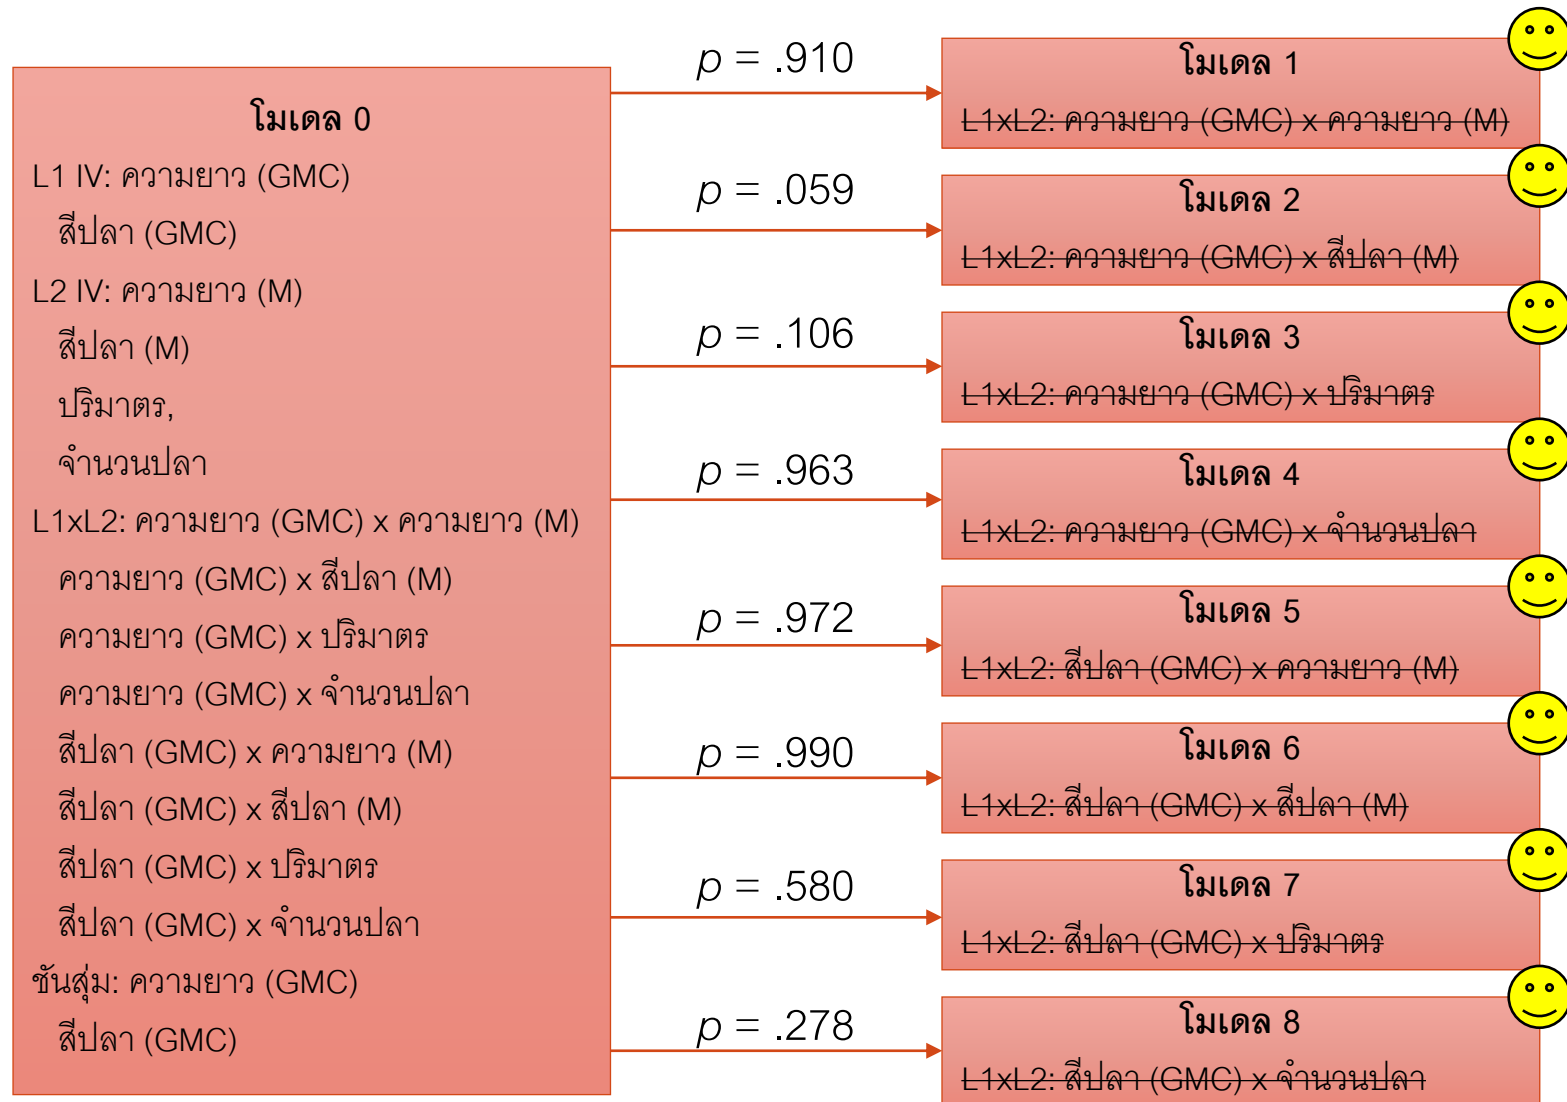 โมเดล 0
L1 IV: ความยาว (GMC)
สีปลา (GMC)
L2 IV: ความยาว (M)
สีปลา (M)
ปริมาตร,
จำนวนปลา
L1xL2: ความยาว (GMC) x ความยาว (M)
ความยาว (GMC) x สีปลา (M)
ความยาว (GMC) x ปริมาตร
ความยาว (GMC) x จำนวนปลา
สีปลา (GMC) x ความยาว (M)
สีปลา (GMC) x สีปลา (M)
สีปลา (GMC) x ปริมาตร
สีปลา (GMC) x จำนวนปลา
ชันสุ่ม: ความยาว (GMC)
สีปลา (GMC)
p = .910
โมเดล 1
L1xL2: ความยาว (GMC) x ความยาว (M)
p = .059
โมเดล 2
L1xL2: ความยาว (GMC) x สีปลา (M)
p = .106
โมเดล 3
L1xL2: ความยาว (GMC) x ปริมาตร
p = .963
โมเดล 4
L1xL2: ความยาว (GMC) x จำนวนปลา
p = .972
โมเดล 5
L1xL2: สีปลา (GMC) x ความยาว (M)
p = .990
โมเดล 6
L1xL2: สีปลา (GMC) x สีปลา (M)
p = .580
โมเดล 7
L1xL2: สีปลา (GMC) x ปริมาตร
p = .278
โมเดล 8
L1xL2: สีปลา (GMC) x จำนวนปลา